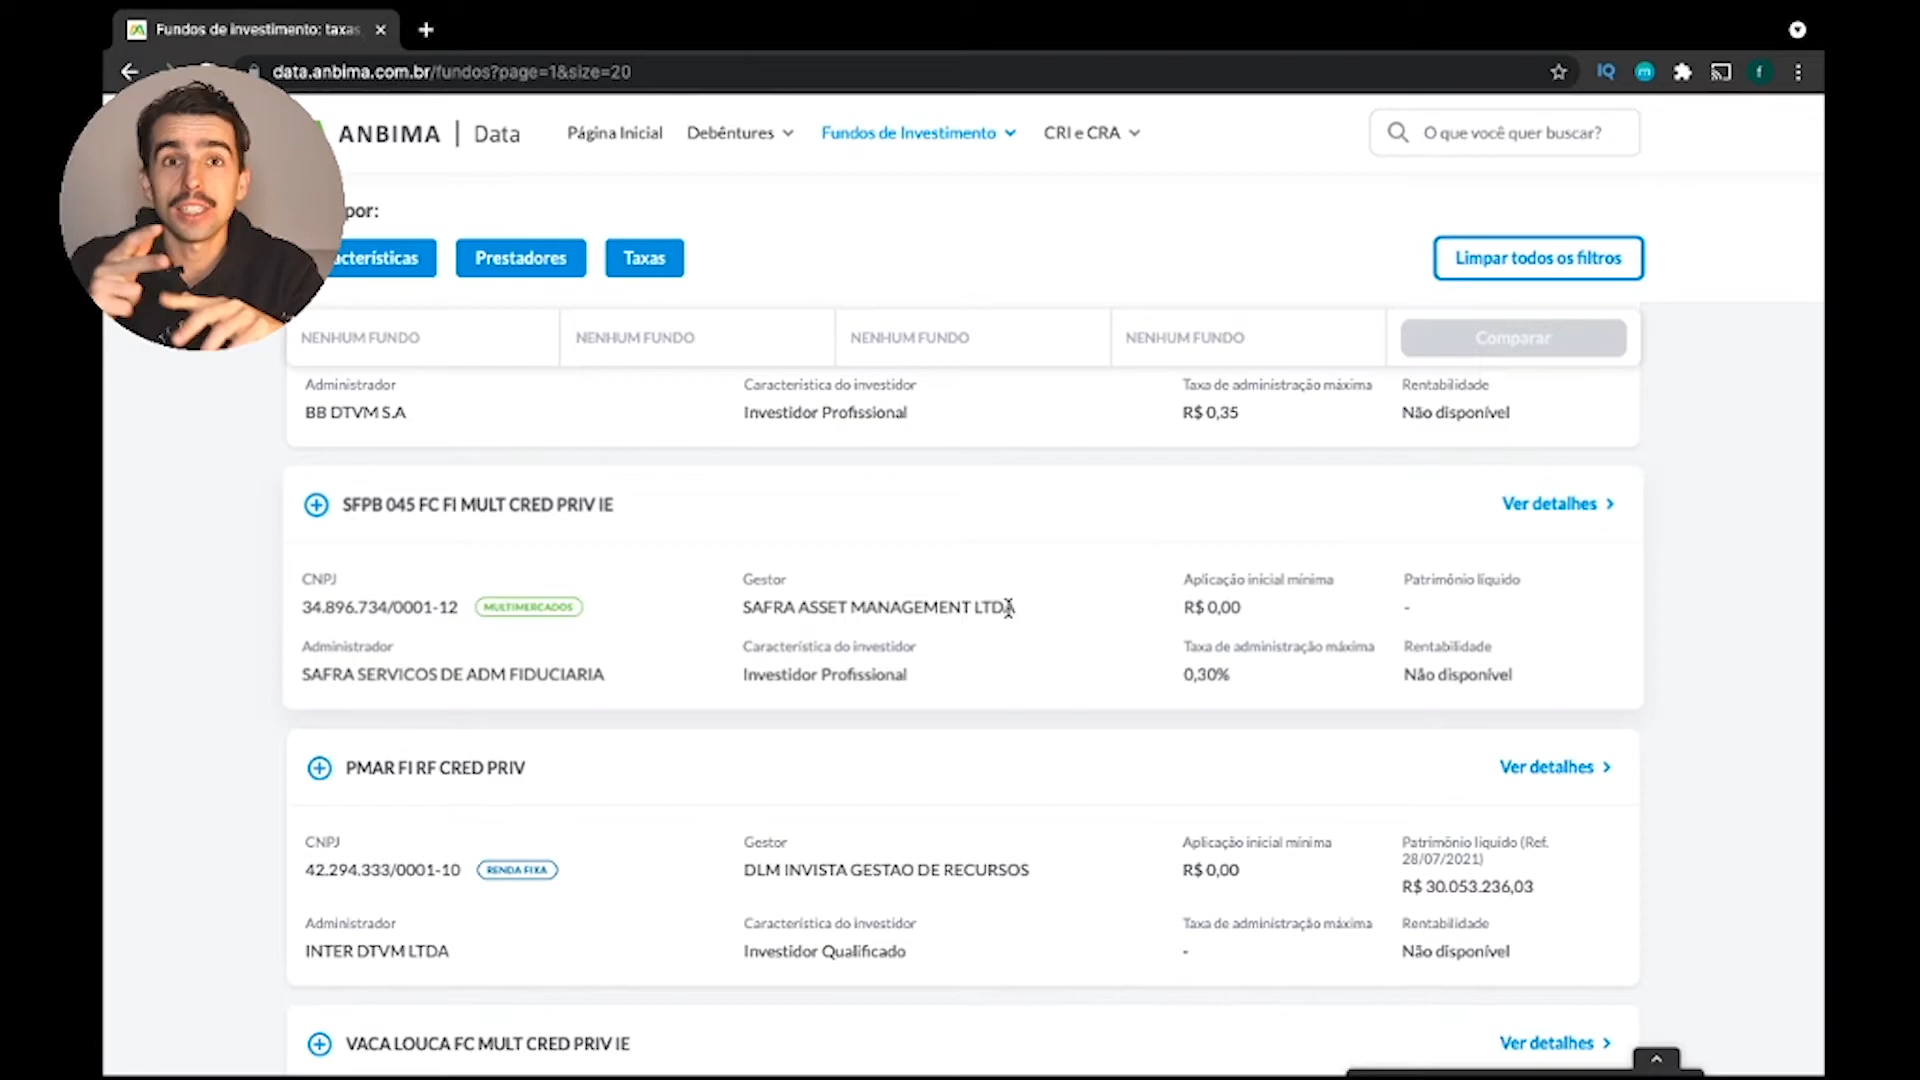 Fundos de investimento: taxas
data.anbima.com.br/fundos?page=1&size=20
IQ m f
ANBIMA | Data Página Inicial Debêntures Fundos de Investimento CRI e CRA O que você quer buscar?
por:
acterísticas Prestadores Taxas Limpar todos os filtros
NENHUM FUNDO NENHUM FUNDO NENHUM FUNDO NENHUM FUNDO Comparar
Administrador Característica do investidor Taxa de administração máxima Rentabilidade
BB DTVM S.A Investidor Profissional R$ 0,35 Não disponível
SFPB 045 FC FI MULT CRED PRIV IE Ver detalhes
CNPJ Gestor Aplicação inicial mínima Patrimônio líquido
34.896.734/0001-12 MULTIMERCADOS SAFRA ASSET MANAGEMENT LTDA R$ 0,00 -
Administrador Característica do investidor Taxa de administração máxima Rentabilidade
SAFRA SERVICOS DE ADM FIDUCIARIA Investidor Profissional 0,30% Não disponível
PMAR FI RF CRED PRIV Ver detalhes
CNPJ Gestor Aplicação inicial mínima Patrimônio líquido (Ref.
28/07/2021)
42.294.333/0001-10 RENDA FIXA DLM INVISTA GESTAO DE RECURSOS R$ 0,00
R$ 30.053.236,03
Administrador Característica do investidor Taxa de administração máxima Rentabilidade
INTER DTVM LTDA Investidor Qualificado - Não disponível
VACA LOUCA FC MULT CRED PRIV IE Ver detalhes